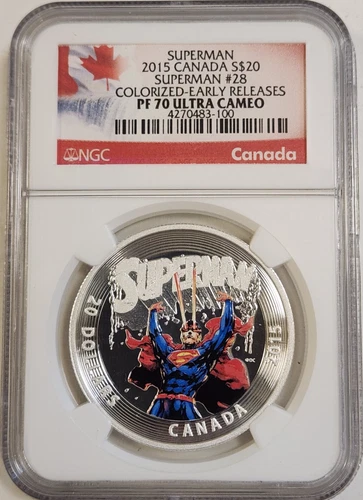 SUPERMAN
2015 CANADA S$20
SUPERMAN #28
COLORIZED-EARLY RELEASES
PF 70 ULTRA CAMEO
4270483-100
NGC
Canada
SUPERMAN
20 DOLLARS
2015
©DC
CANADA